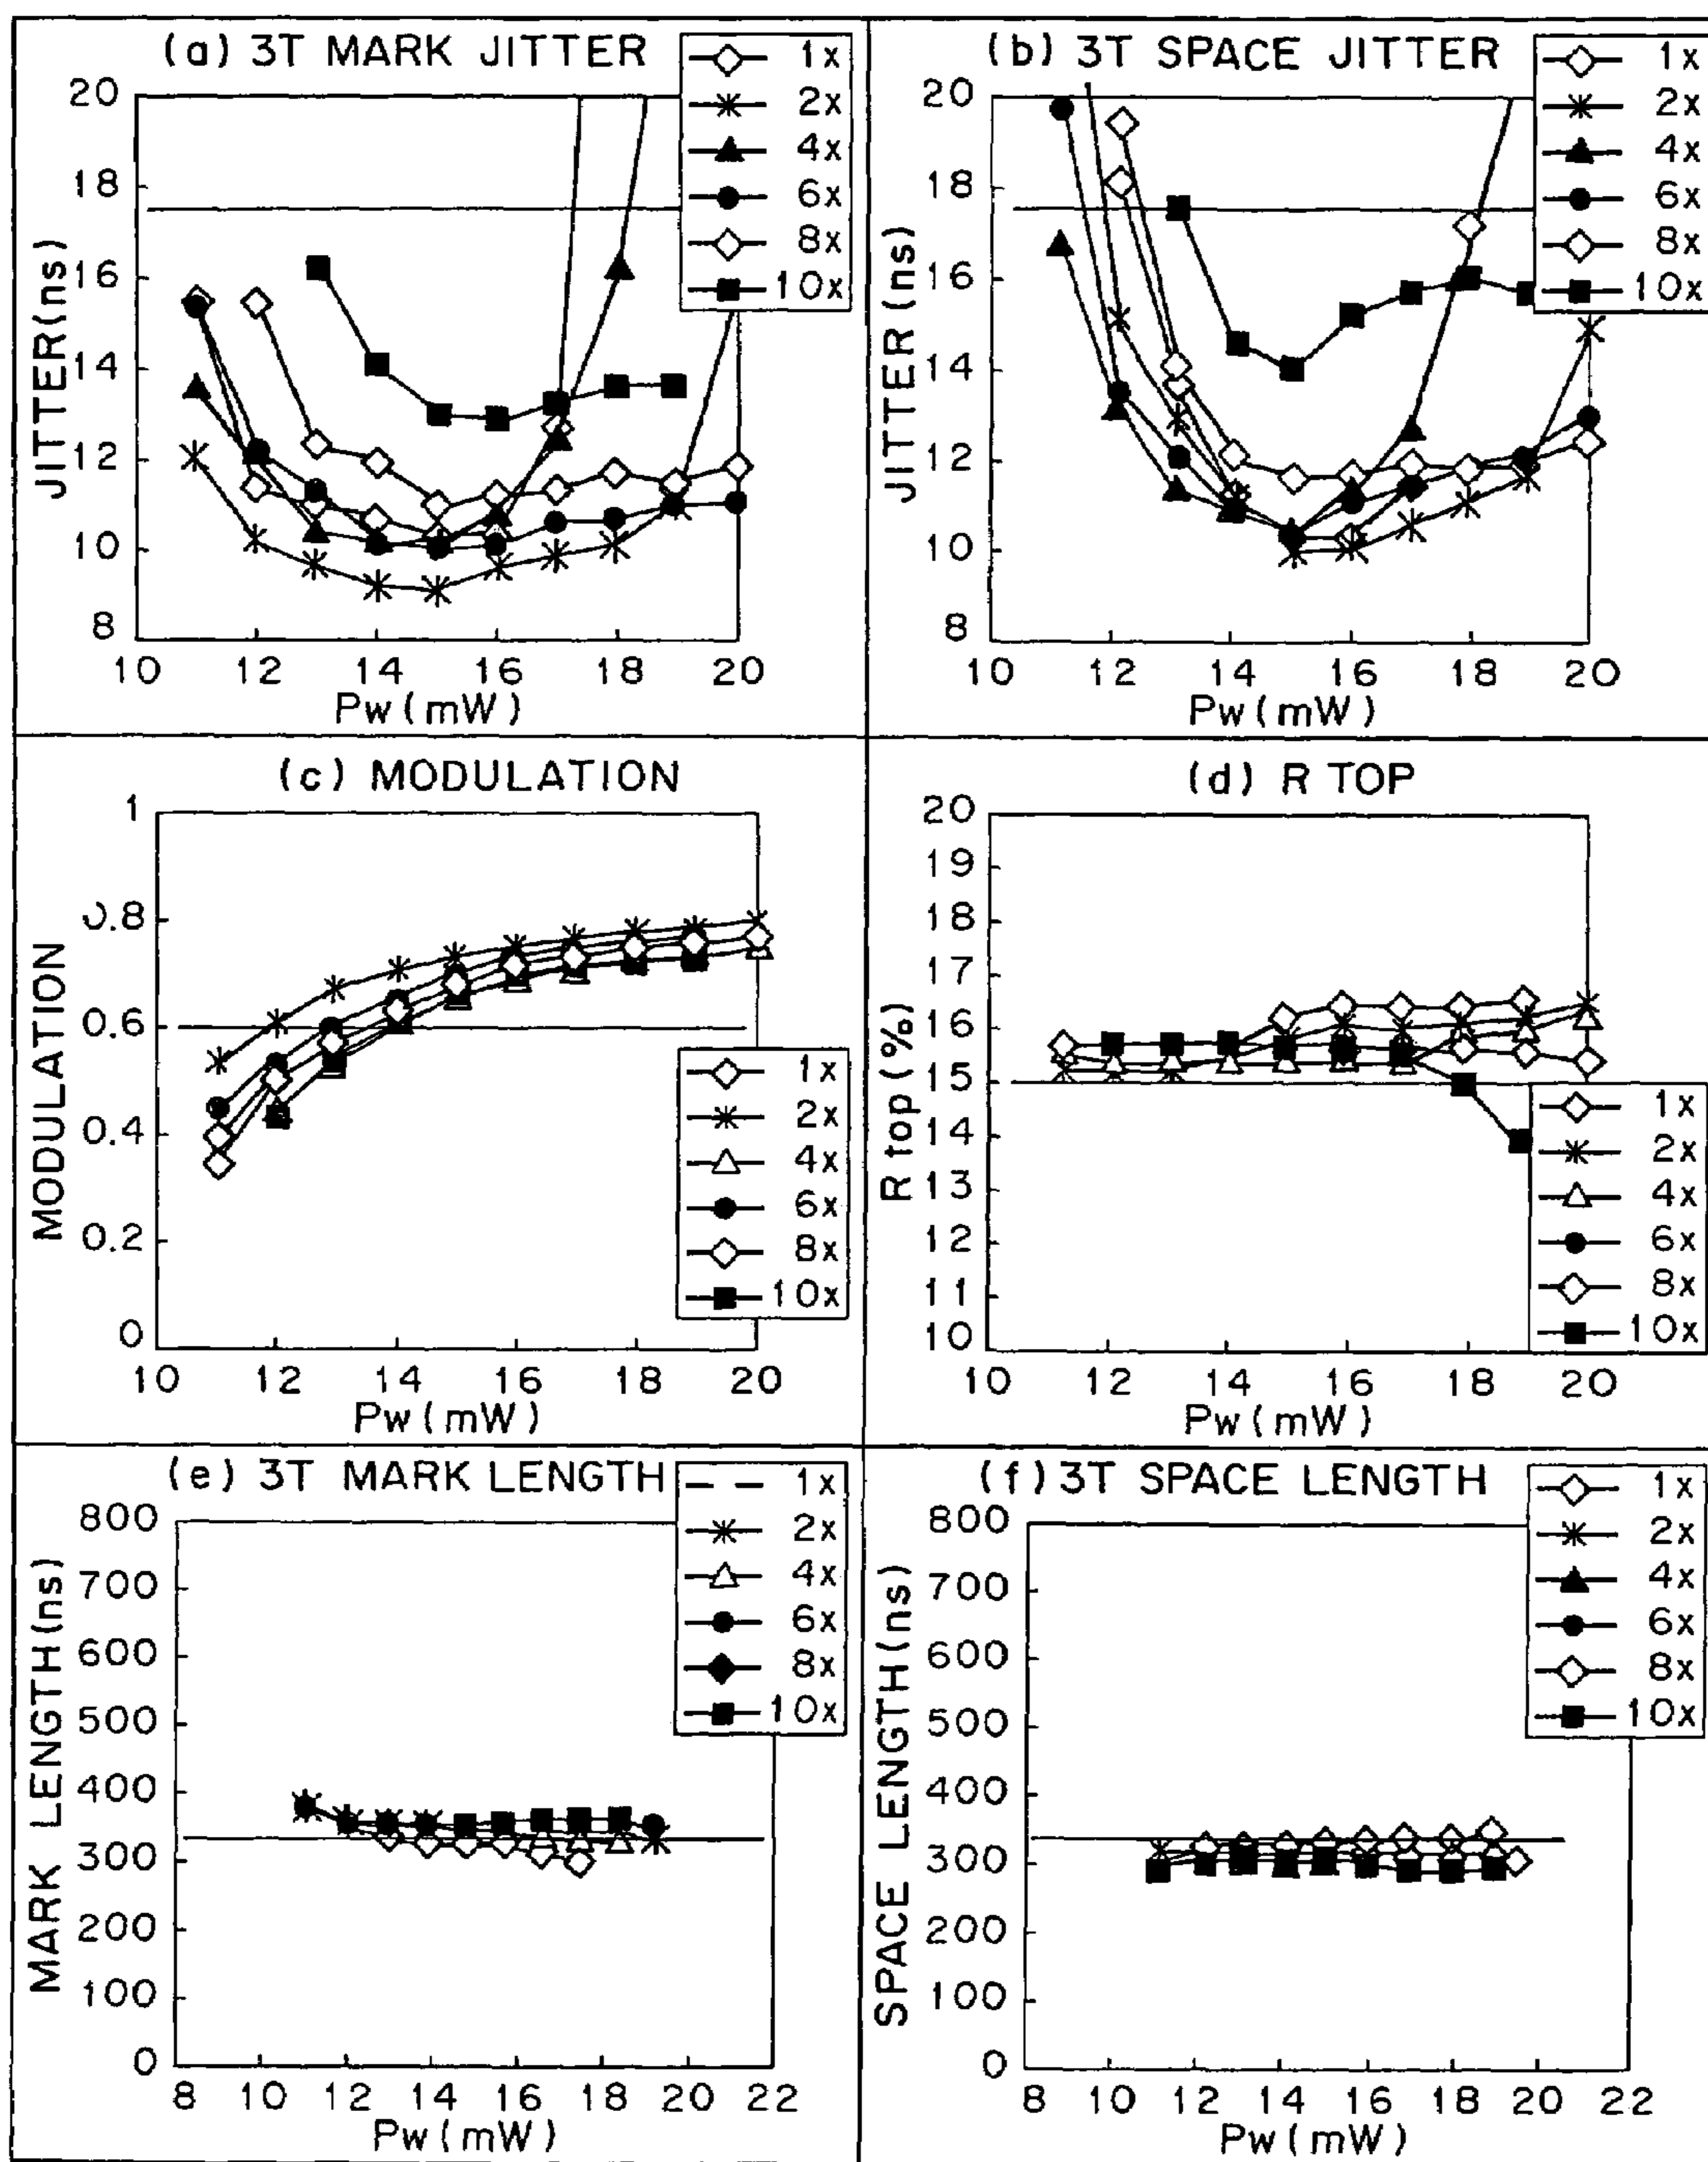 (a) 3T MARK JITTER
1x
2x
4x
6x
8x
10x
20
18
16
14
12
10
8
JITTER(ns)
10 12 14 16 18 20
Pw(mW)
(b) 3T SPACE JITTER
1x
2x
4x
6x
8x
10x
20
18
16
14
12
10
8
JITTER(ns)
10 12 14 16 18 20
Pw(mW)
(c) MODULATION
1
0.8
0.6
0.4
0.2
0
MODULATION
1x
2x
4x
6x
8x
10x
10 12 14 16 18 20
Pw(mW)
(d) R TOP
20
19
18
17
16
15
14
13
12
11
10
R top(%)
1x
2x
4x
6x
8x
10x
10 12 14 16 18 20
Pw(mW)
(e) 3T MARK LENGTH
1x
2x
4x
6x
8x
10x
800
700
600
500
400
300
200
100
0
MARK LENGTH(ns)
8 10 12 14 16 18 20 22
Pw(mW)
(f) 3T SPACE LENGTH
1x
2x
4x
6x
8x
10x
800
700
600
500
400
300
200
100
0
SPACE LENGTH(ns)
8 10 12 14 16 18 20 22
Pw(mW)